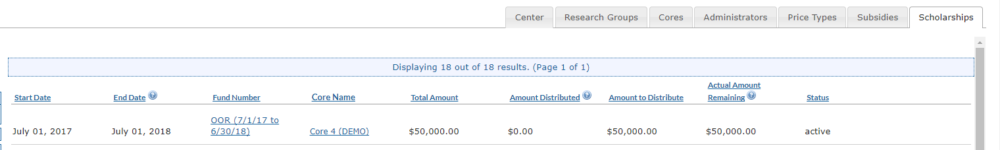 Center Research Groups Cores Administrators Price Types Subsidies Scholarships
Displaying 18 out of 18 results. (Page 1 of 1)
Start Date End Date ? Fund Number Core Name Total Amount Amount Distributed ? Amount to Distribute Actual Amount
Remaining ? Status
July 01, 2017 July 01, 2018 OOR (7/1/17 to
6/30/18) Core 4 (DEMO) $50,000.00 $0.00 $50,000.00 $50,000.00 active